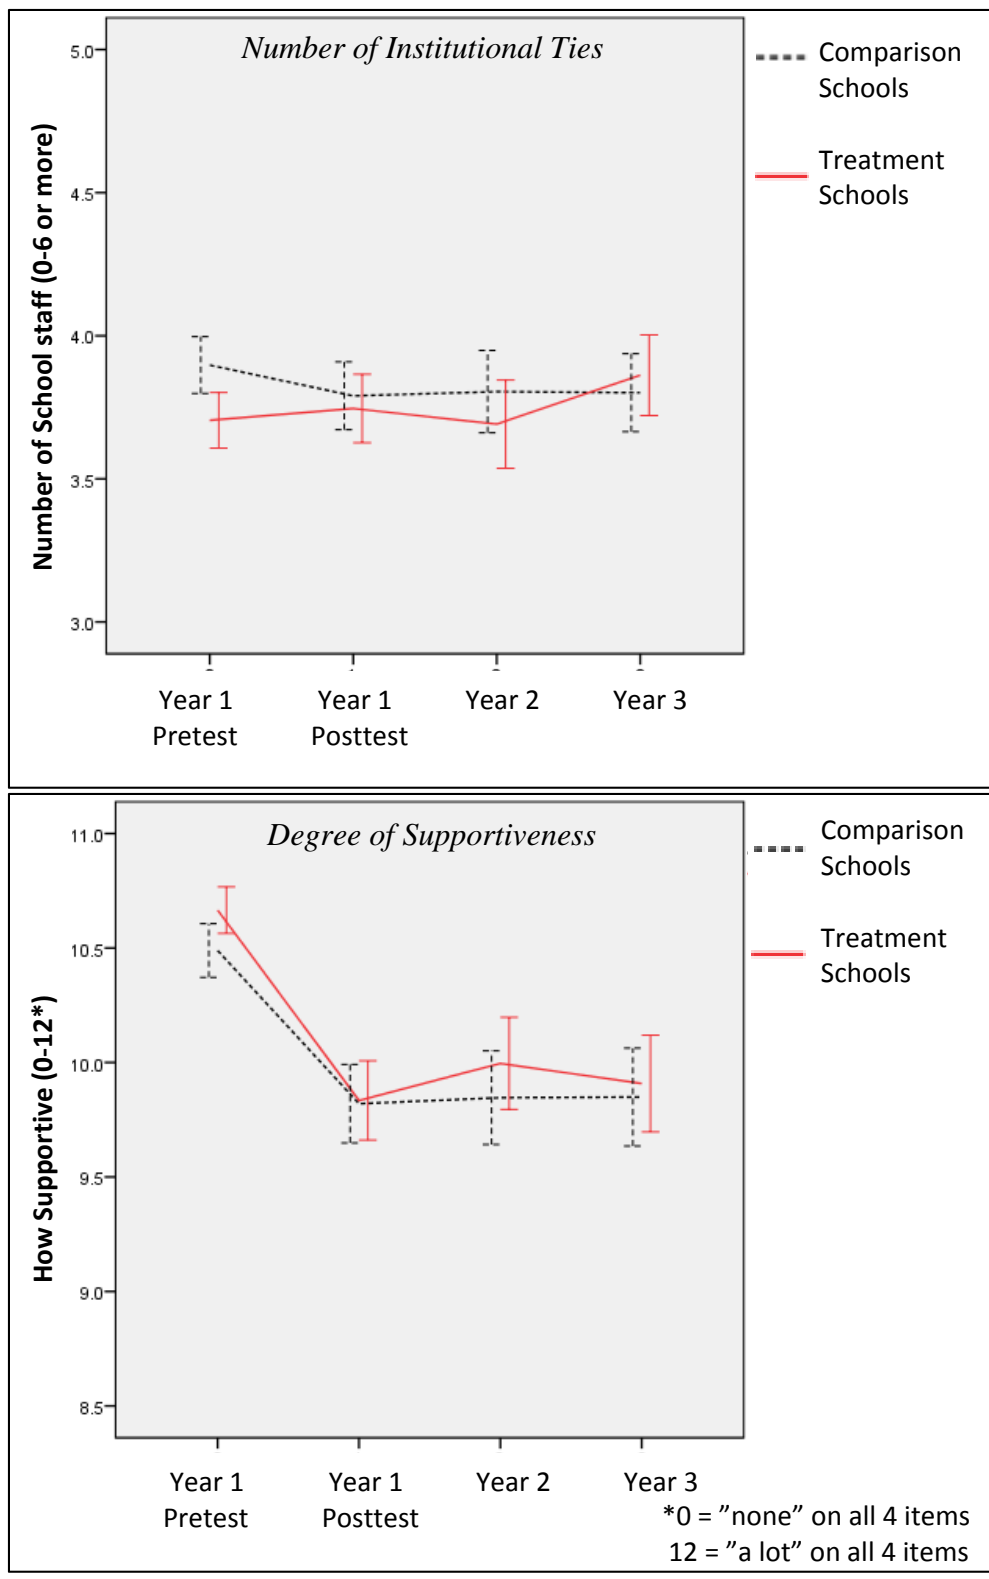 Number of Institutional Ties
Comparison
Schools
Treatment
Schools
Number of School staff (0-6 or more)
5.0
4.5
4.0
3.5
3.0
Year 1
Pretest
Year 1
Posttest
Year 2
Year 3
Degree of Supportiveness
Comparison
Schools
Treatment
Schools
How Supportive (0-12*)
11.0
10.5
10.0
9.5
9.0
8.5
Year 1
Pretest
Year 1
Posttest
Year 2
Year 3
*0 = ”none” on all 4 items
12 = ”a lot” on all 4 items